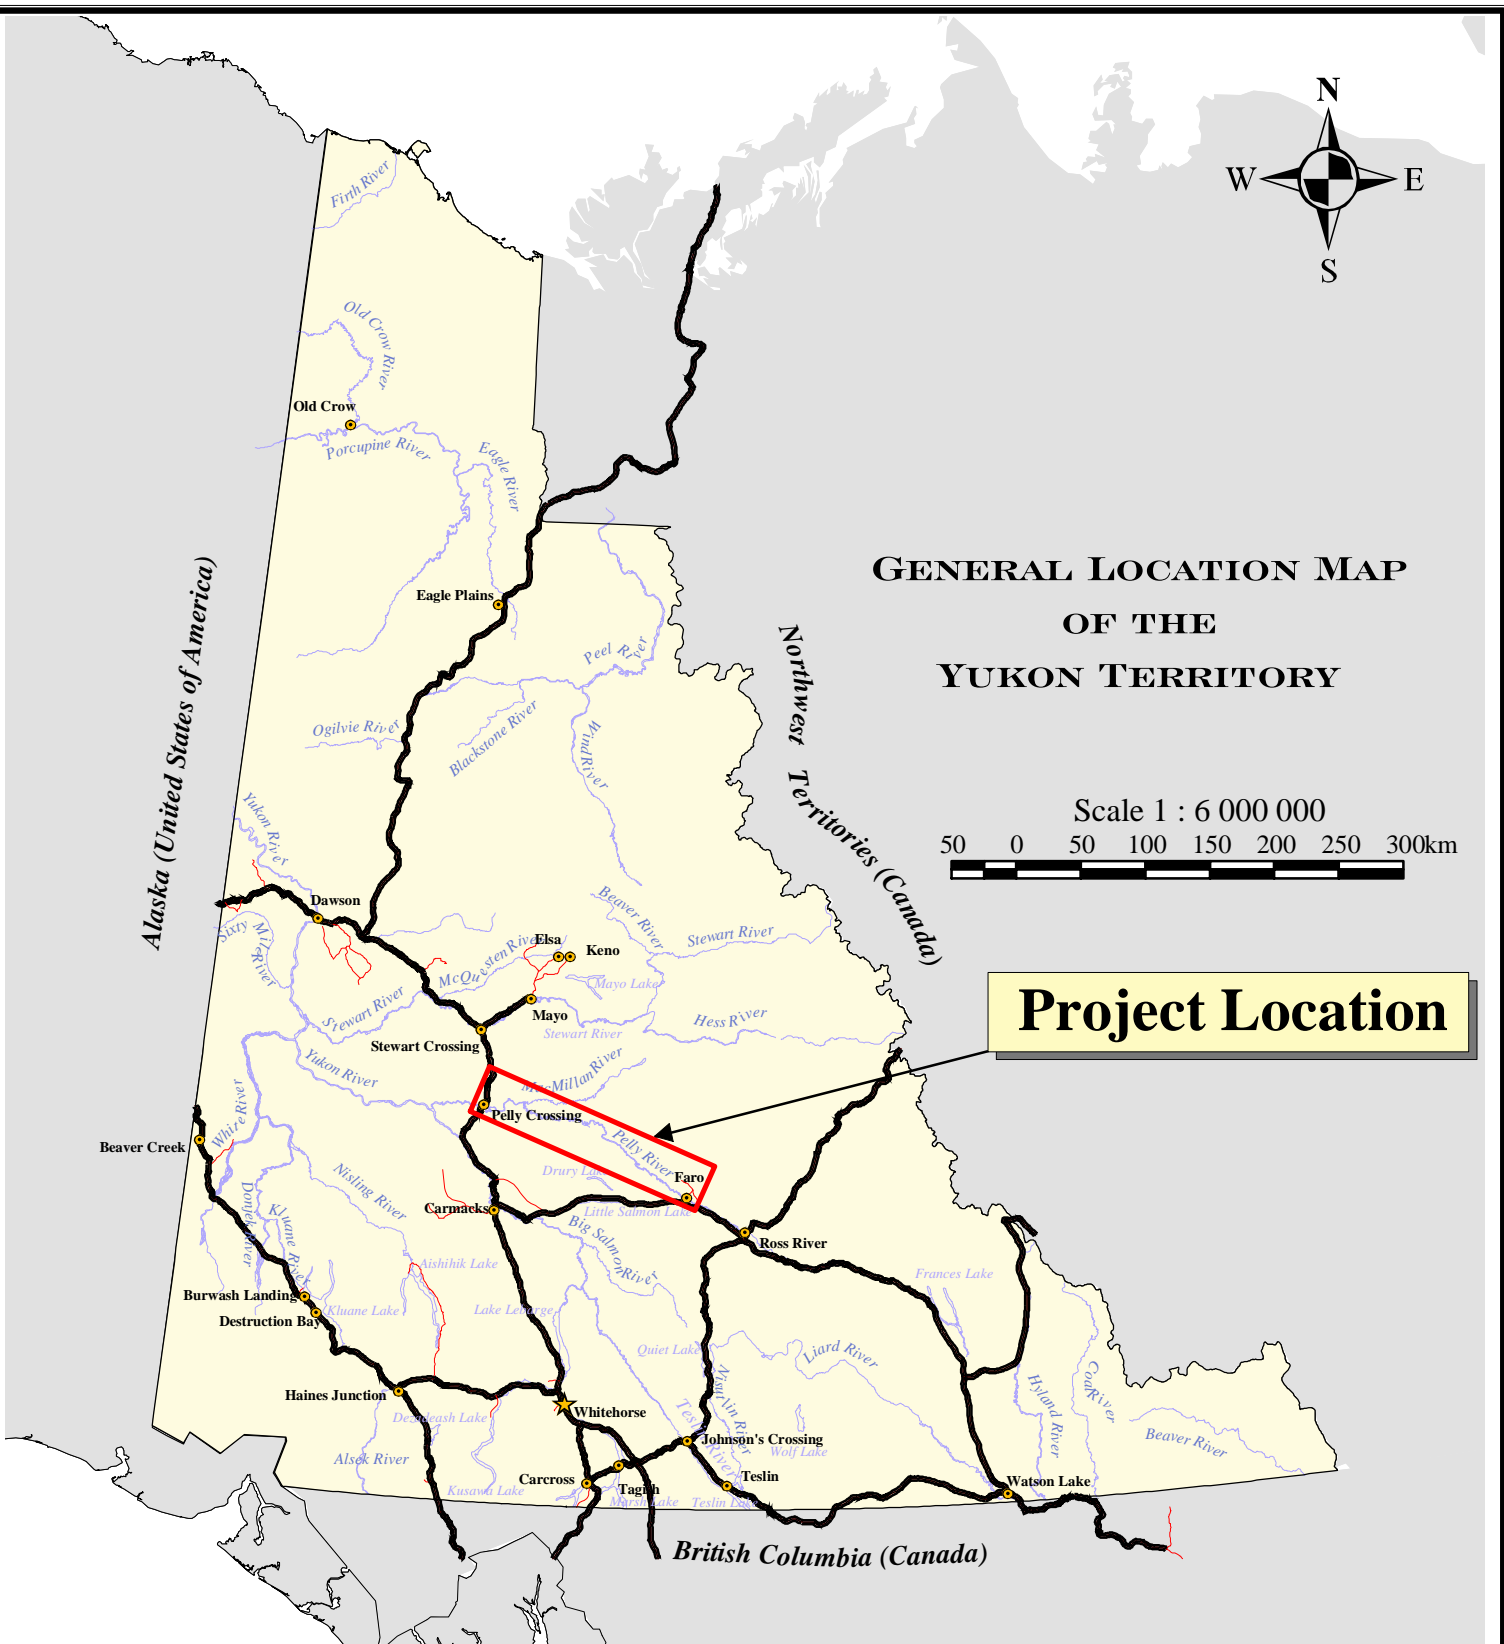 N
W
E
S
Firth River
Old Crow River
Old Crow
Porcupine River
Eagle River
GENERAL LOCATION MAP
OF THE
YUKON TERRITORY
Alaska (United States of America)
Eagle Plains
Northwest Territories (Canada)
Peel River
Ogilvie River
Blackstone River
Wind River
Scale 1 : 6 000 000
50 0 50 100 150 200 250 300km
Yukon River
Dawson
Beaver River
Stewart River
Sixty Mile River
McQuesten River
Elsa
Keno
Mayo Lake
Project Location
Stewart River
Mayo
Stewart River
Hess River
Stewart Crossing
Yukon River
MacMillan River
White River
Pelly Crossing
Beaver Creek
Pelly River
Nisling River
Drury Lake
Faro
Donjek River
Kluane River
Carmacks
Little Salmon Lake
Big Salmon River
Ross River
Aishihik Lake
Frances Lake
Burwash Landing
Kluane Lake
Lake Leberge
Destruction Bay
Quiet Lake
Liard River
Nisutlin River
Hyland River
Coal River
Haines Junction
Dezadeash Lake
Whitehorse
Teslin River
Johnson's Crossing
Wolf Lake
Beaver River
Alsek River
Carcross
Tagish
Teslin
Watson Lake
Kusawa Lake
Marsh Lake
Teslin Lake
British Columbia (Canada)